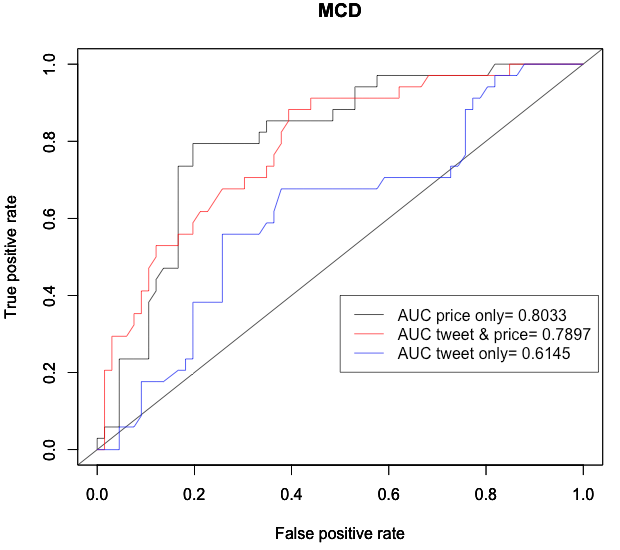 MCD
True positive rate
1.0
0.8
0.6
0.4
0.2
0.0
AUC price only= 0.8033
AUC tweet & price= 0.7897
AUC tweet only= 0.6145
0.0 0.2 0.4 0.6 0.8 1.0
False positive rate